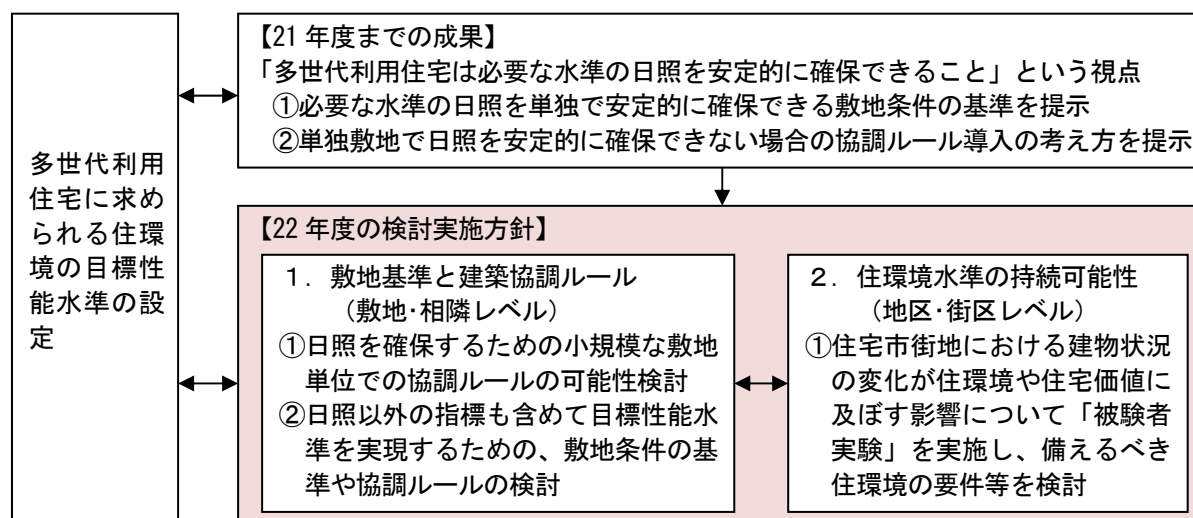 多世代利用
住宅に求め
られる住環
境の目標性
能水準の設
定
【21 年度までの成果】
「多世代利用住宅は必要な水準の日照を安定的に確保できること」という視点
①必要な水準の日照を単独で安定的に確保できる敷地条件の基準を提示
②単独敷地で日照を安定的に確保できない場合の協調ルール導入の考え方を提示
【22 年度の検討実施方針】
１．敷地基準と建築協調ルール
（敷地・相隣レベル）
①日照を確保するための小規模な敷地
単位での協調ルールの可能性検討
②日照以外の指標も含めて目標性能水
準を実現するための、敷地条件の基
準や協調ルールの検討
２．住環境水準の持続可能性
（地区・街区レベル）
①住宅市街地における建物状況
の変化が住環境や住宅価値に
及ぼす影響について「被験者
実験」を実施し、備えるべき
住環境の要件等を検討